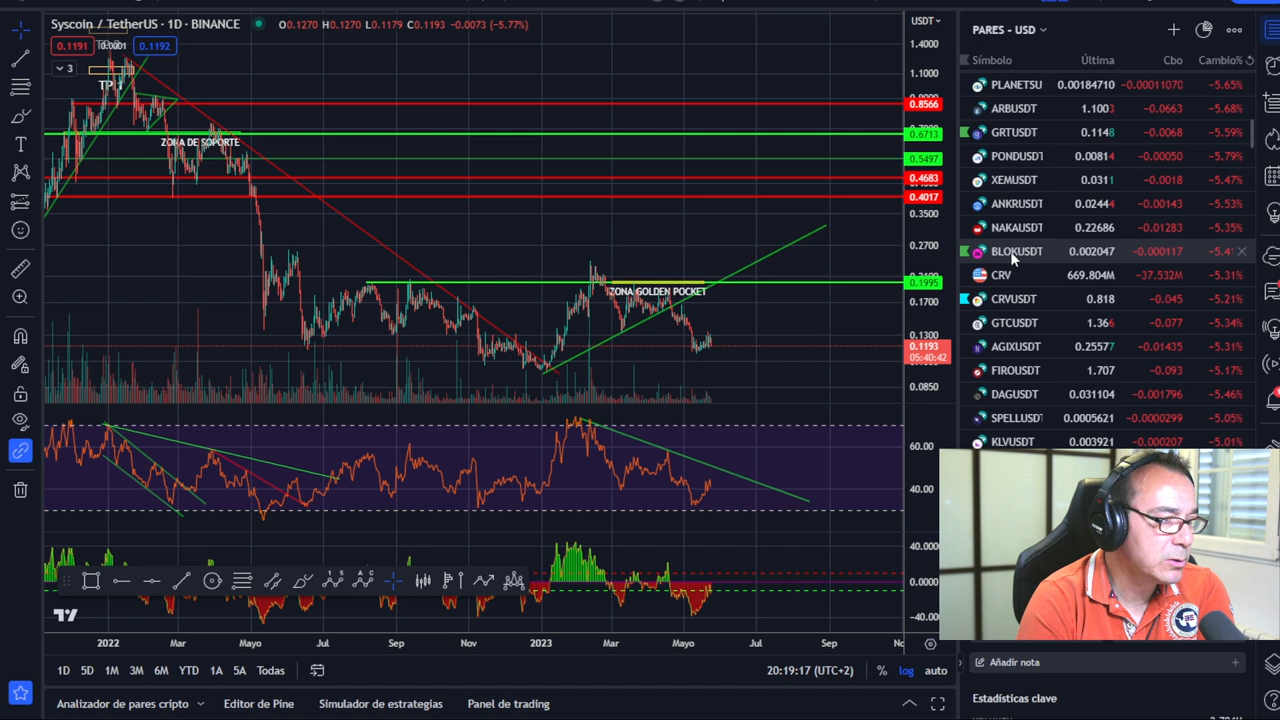 Syscoin / TetherUS · 1D · BINANCE O0.1270 H0.1270 L0.1179 C0.1193 -0.0073 (-5.77%)
0.1191 0.0001 0.1192
3
TP 1
ZONA DE SOPORTE
ZONA GOLDEN POCKET
USDT
1.4000
1.1000
0.8566
0.6713
0.5497
0.4683
0.4017
0.3500
0.2700
0.1995
0.1700
0.1300
0.1193
05:40:42
0.0850
60.00
40.00
40.0000
0.0000
-40.00
2022 Mar Mayo Jul Sep Nov 2023 Mar Mayo Jul Sep
1D 5D 1M 3M 6M YTD 1A 5A Todas
20:19:17 (UTC+2) % log auto
Analizador de pares cripto Editor de Pine Simulador de estrategias Panel de trading
PARES - USD
Símbolo Última Cbo Cambio%
PLANETSU 0.00184710 -0.00011070 -5.65%
ARBUSDT 1.1003 -0.0663 -5.68%
GRTUSDT 0.1148 -0.0068 -5.59%
PONDUSDT 0.00814 -0.00050 -5.79%
XEMUSDT 0.0311 -0.0018 -5.47%
ANKRUSDT 0.02444 -0.00143 -5.53%
NAKAUSDT 0.22686 -0.01283 -5.35%
BLOKUSDT 0.002047 -0.000117 -5.4
CRV 669.804M -37.532M -5.31%
CRVUSDT 0.818 -0.045 -5.21%
GTCUSDT 1.366 -0.077 -5.34%
AGIXUSDT 0.25577 -0.01435 -5.31%
FIROUSDT 1.707 -0.093 -5.17%
DAGUSDT 0.031104 -0.001796 -5.46%
SPELLUSDT 0.0005621 -0.0000299 -5.05%
KLVUSDT 0.003921 -0.000207 -5.01%
Añadir nota
Estadísticas clave